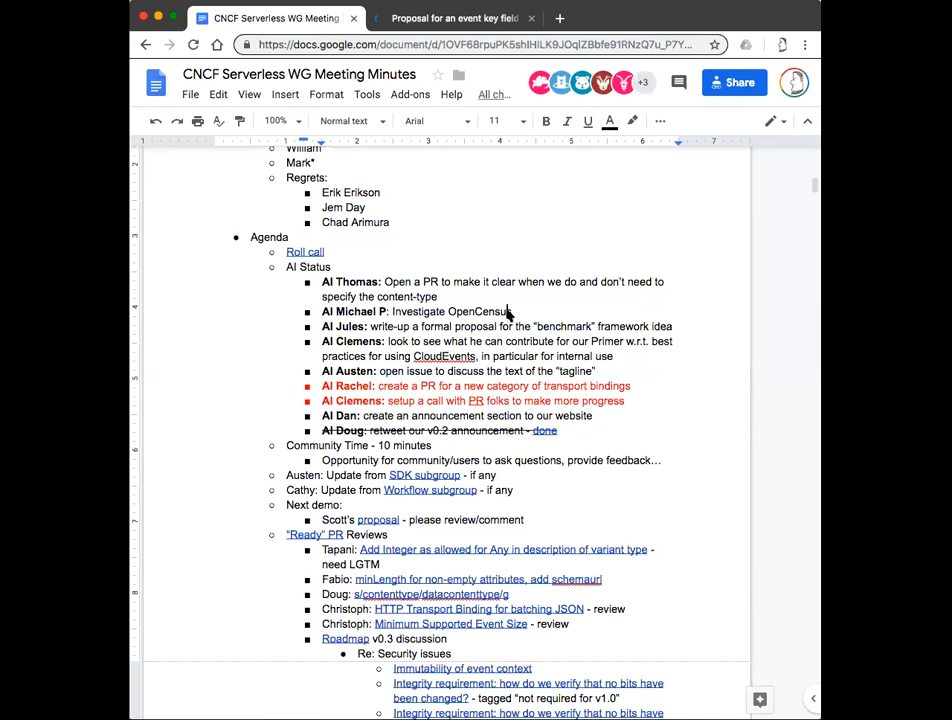 CNCF Serverless WG Meeting
Proposal for an event key field
https://docs.google.com/document/d/1OVF68rpuPK5shIHILK9JOqIZBbfe91RNzQ7u_P7Y...
CNCF Serverless WG Meeting Minutes
File Edit View Insert Format Tools Add-ons Help All ch...
+3
Share
100% Normal text Arial 11 B I U A
1 1 2 3 4 5 6 7
William
Mark*
Regrets:
Erik Erikson
Jem Day
Chad Arimura
Agenda
Roll call
AI Status
AI Thomas: Open a PR to make it clear when we do and don't need to
specify the content-type
AI Michael P: Investigate OpenCensus
AI Jules: write-up a formal proposal for the "benchmark" framework idea
AI Clemens: look to see what he can contribute for our Primer w.r.t. best
practices for using CloudEvents, in particular for internal use
AI Austen: open issue to discuss the text of the "tagline"
AI Rachel: create a PR for a new category of transport bindings
AI Clemens: setup a call with PR folks to make more progress
AI Dan: create an announcement section to our website
AI Doug: retweet our v0.2 announcement - done
Community Time - 10 minutes
Opportunity for community/users to ask questions, provide feedback…
Austen: Update from SDK subgroup - if any
Cathy: Update from Workflow subgroup - if any
Next demo:
Scott's proposal - please review/comment
"Ready" PR Reviews
Tapani: Add Integer as allowed for Any in description of variant type -
need LGTM
Fabio: minLength for non-empty attributes, add schemaurl
Doug: s/contenttype/datacontenttype/g
Christoph: HTTP Transport Binding for batching JSON - review
Christoph: Minimum Supported Event Size - review
Roadmap v0.3 discussion
Re: Security issues
Immutability of event context
Integrity requirement: how do we verify that no bits have
been changed? - tagged "not required for v1.0"
Integrity requirement: how do we verify that no bits have